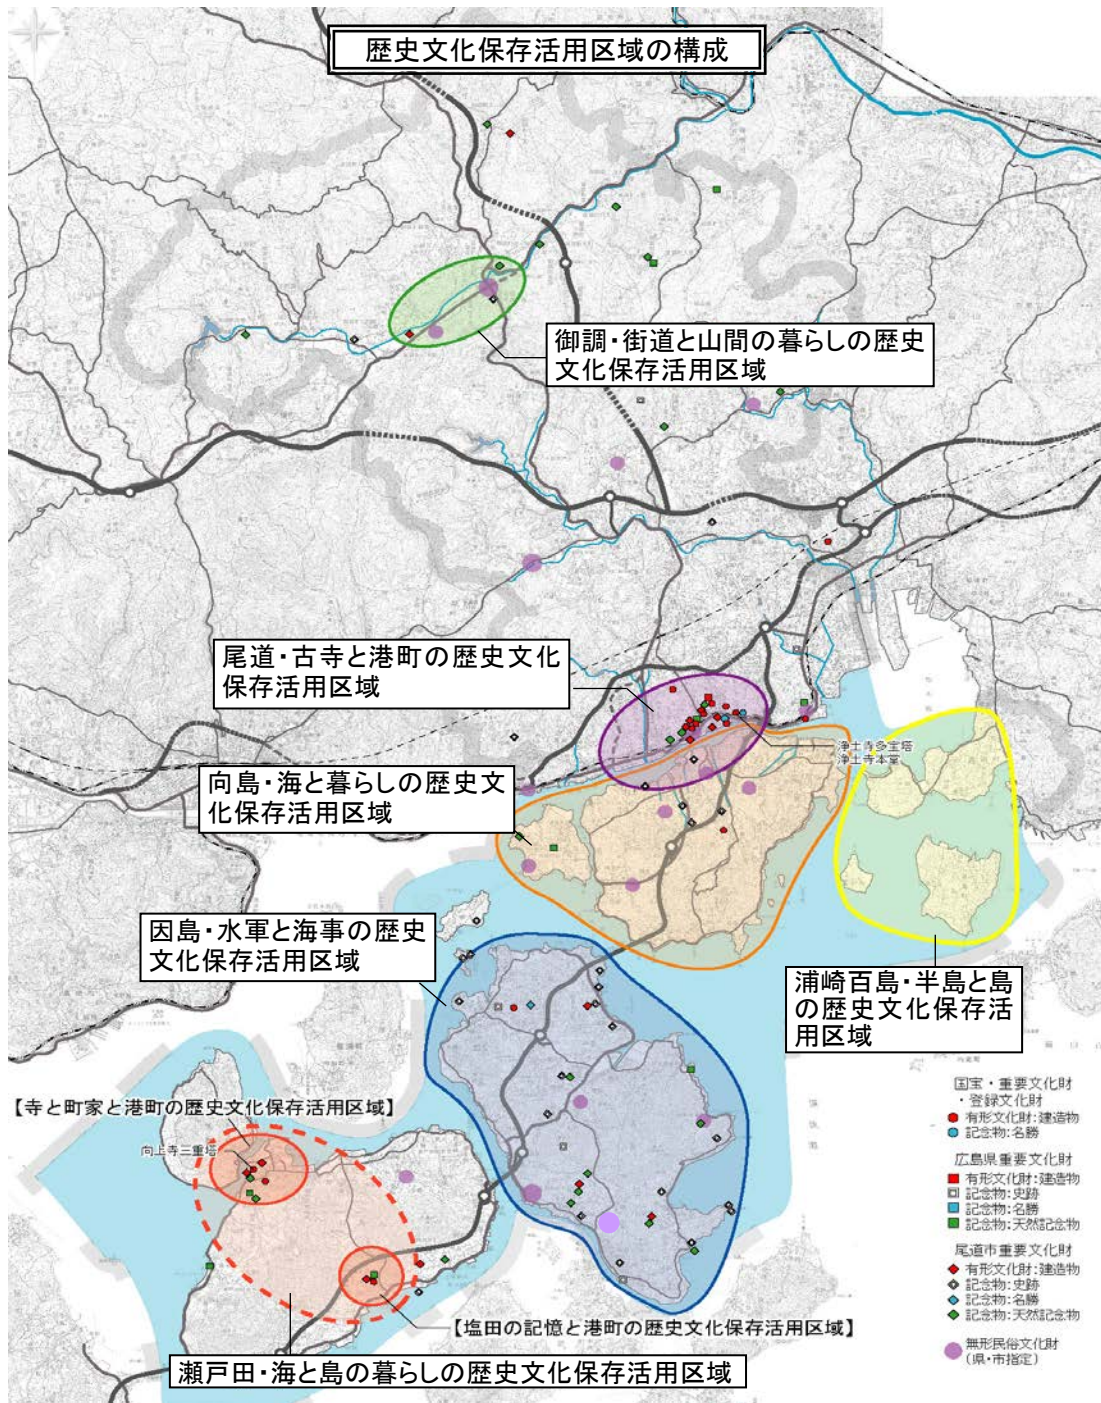 歴史文化保存活用区域の構成
御調・街道と山間の暮らしの歴史
文化保存活用区域
尾道・古寺と港町の歴史文化
保存活用区域
浄土寺多宝塔
浄土寺本堂
向島・海と暮らしの歴史文
化保存活用区域
因島・水軍と海事の歴史
文化保存活用区域
浦崎百島・半島と島
の歴史文化保存活
用区域
【寺と町家と港町の歴史文化保存活用区域】
向上寺三重塔
【塩田の記憶と港町の歴史文化保存活用区域】
瀬戸田・海と島の暮らしの歴史文化保存活用区域
国宝・重要文化財
・登録文化財
有形文化財:建造物
記念物:名勝
広島県重要文化財
有形文化財:建造物
記念物:史跡
記念物:名勝
記念物:天然記念物
尾道市重要文化財
有形文化財:建造物
記念物:史跡
記念物:名勝
記念物:天然記念物
無形民俗文化財
(県・市指定)